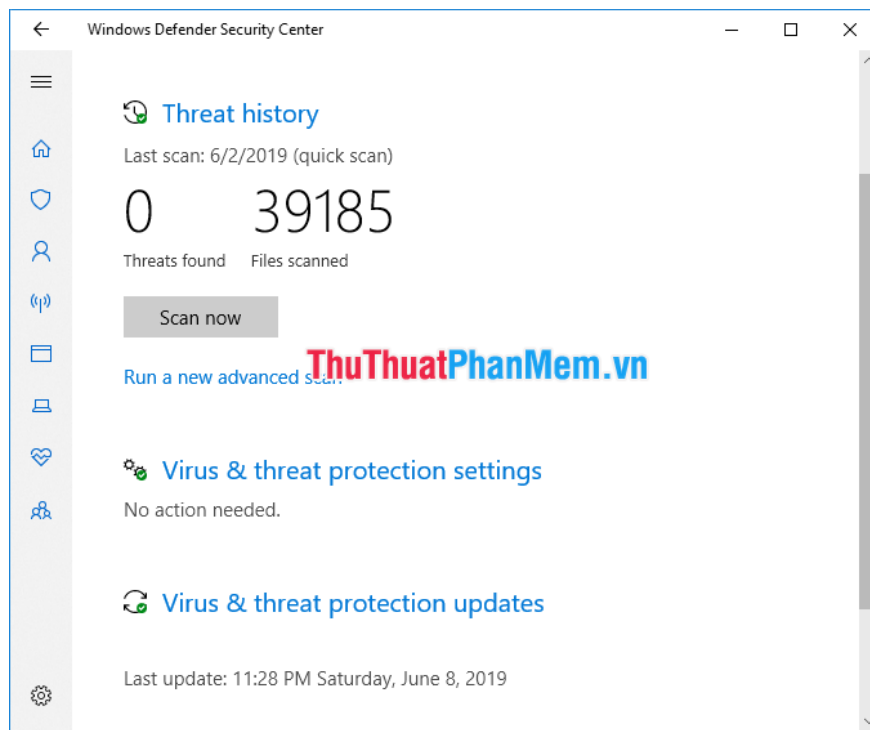 Windows Defender Security Center
Threat history
Last scan: 6/2/2019 (quick scan)
0 39185
Threats found Files scanned
Scan now
ThuThuatPhanMem.vn
Run a new advanced scan
Virus & threat protection settings
No action needed.
Virus & threat protection updates
Last update: 11:28 PM Saturday, June 8, 2019